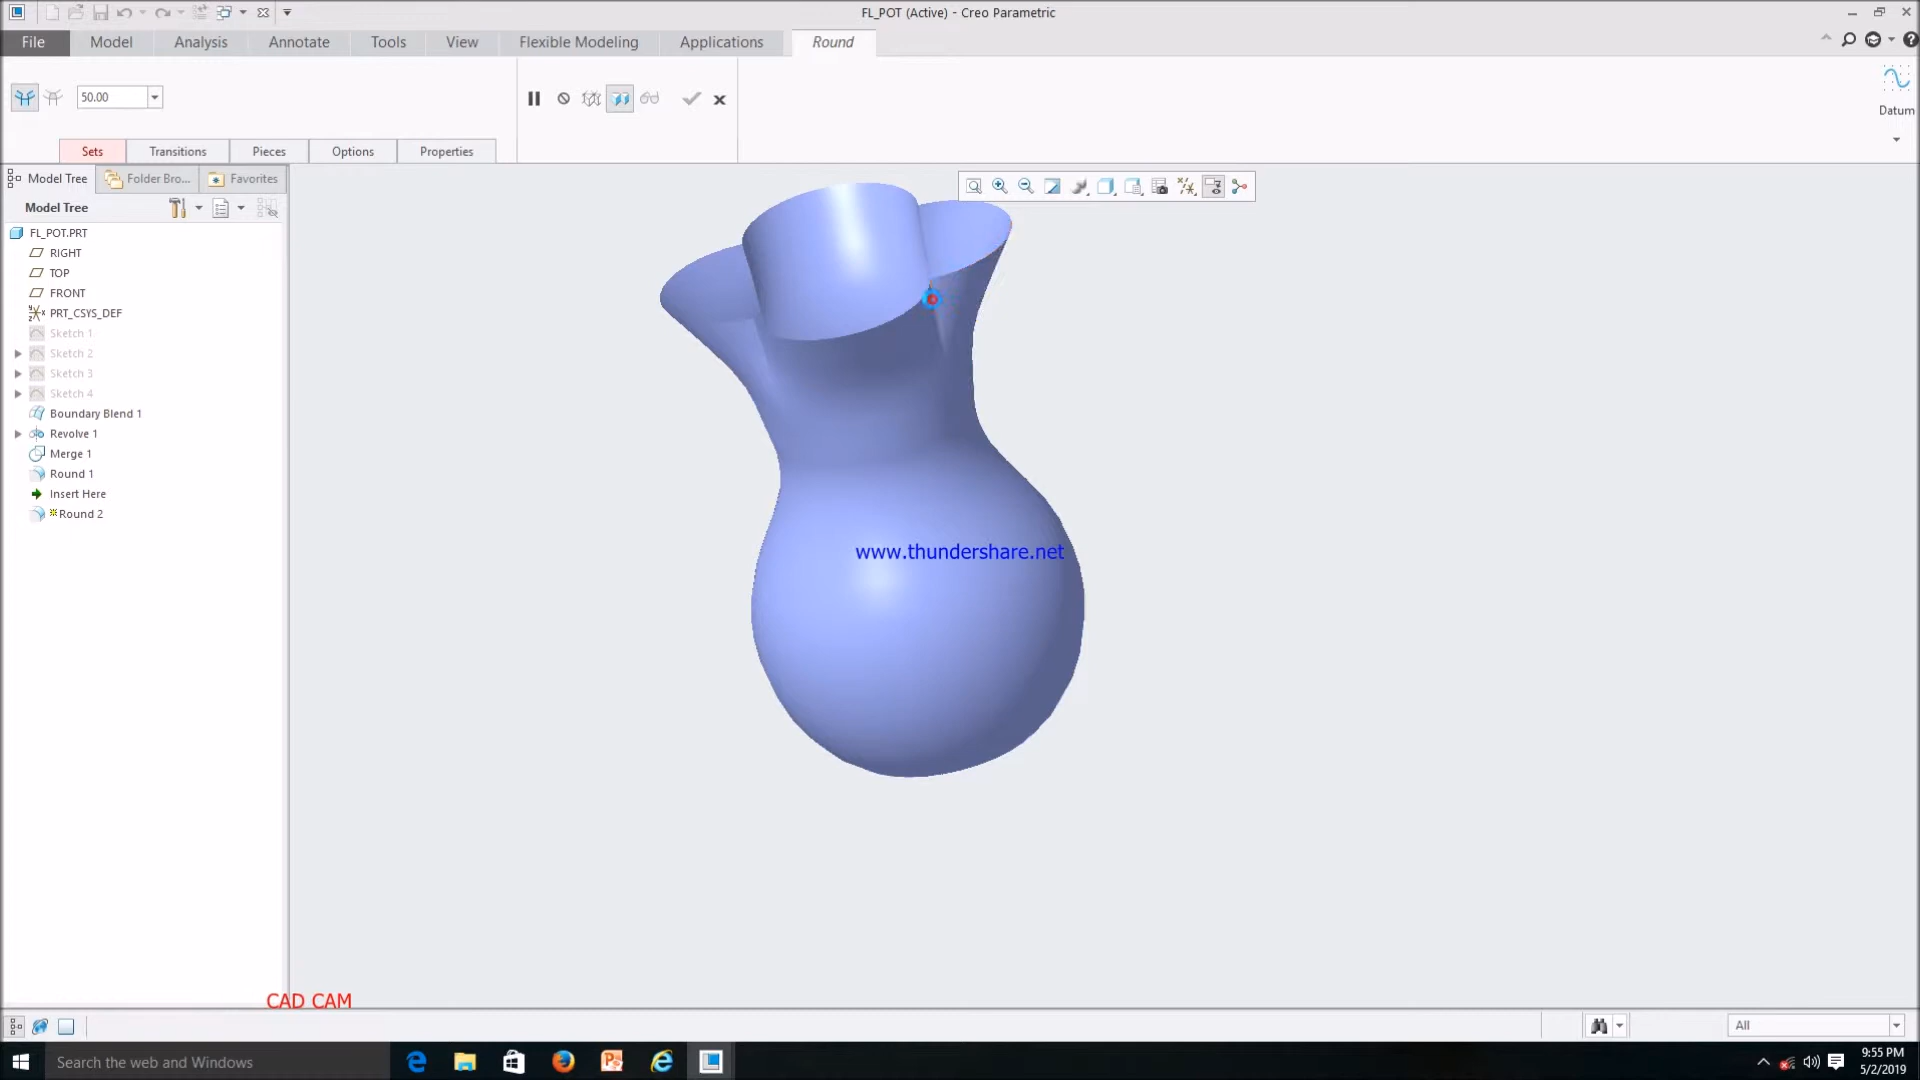 FL_POT (Active) - Creo Parametric
File Model Analysis Annotate Tools View Flexible Modeling Applications Round
50.00
Datum
Sets Transitions Pieces Options Properties
Model Tree Folder Bro... Favorites
Model Tree
FL_POT.PRT
RIGHT
TOP
FRONT
PRT_CSYS_DEF
Sketch 1
Sketch 2
Sketch 3
Sketch 4
Boundary Blend 1
Revolve 1
Merge 1
Round 1
Insert Here
Round 2
www.thundershare.net
CAD CAM
All
Search the web and Windows
9:55 PM
5/2/2019